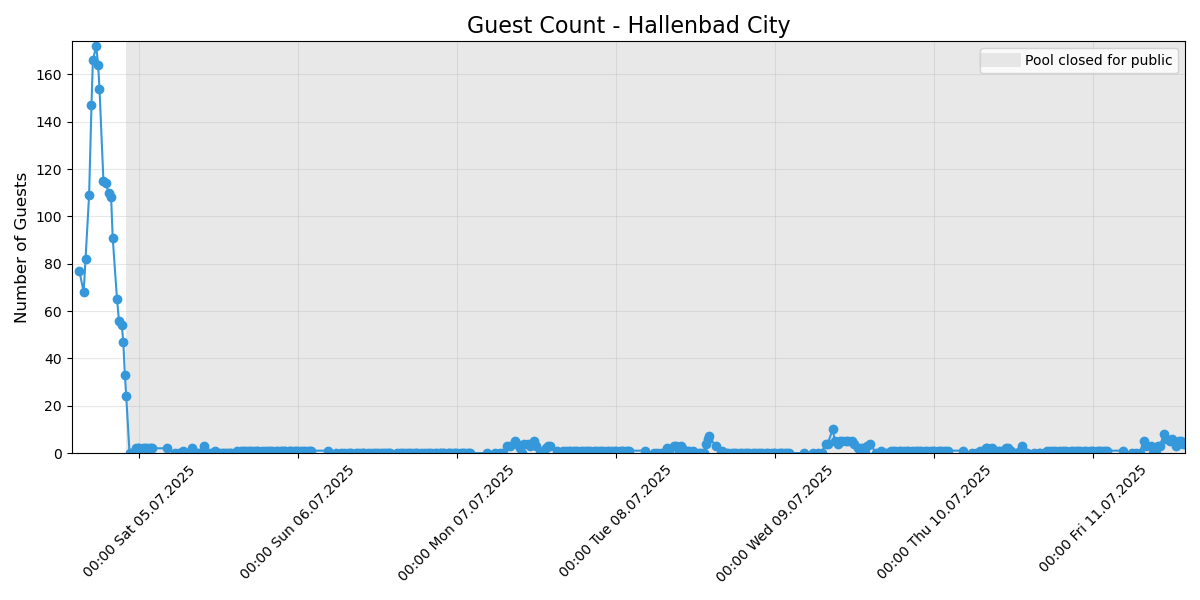 Guest Count - Hallenbad City
Pool closed for public
Number of Guests
160
140
120
100
80
60
40
20
0
00:00 Sat 05.07.2025
00:00 Sun 06.07.2025
00:00 Mon 07.07.2025
00:00 Tue 08.07.2025
00:00 Wed 09.07.2025
00:00 Thu 10.07.2025
00:00 Fri 11.07.2025